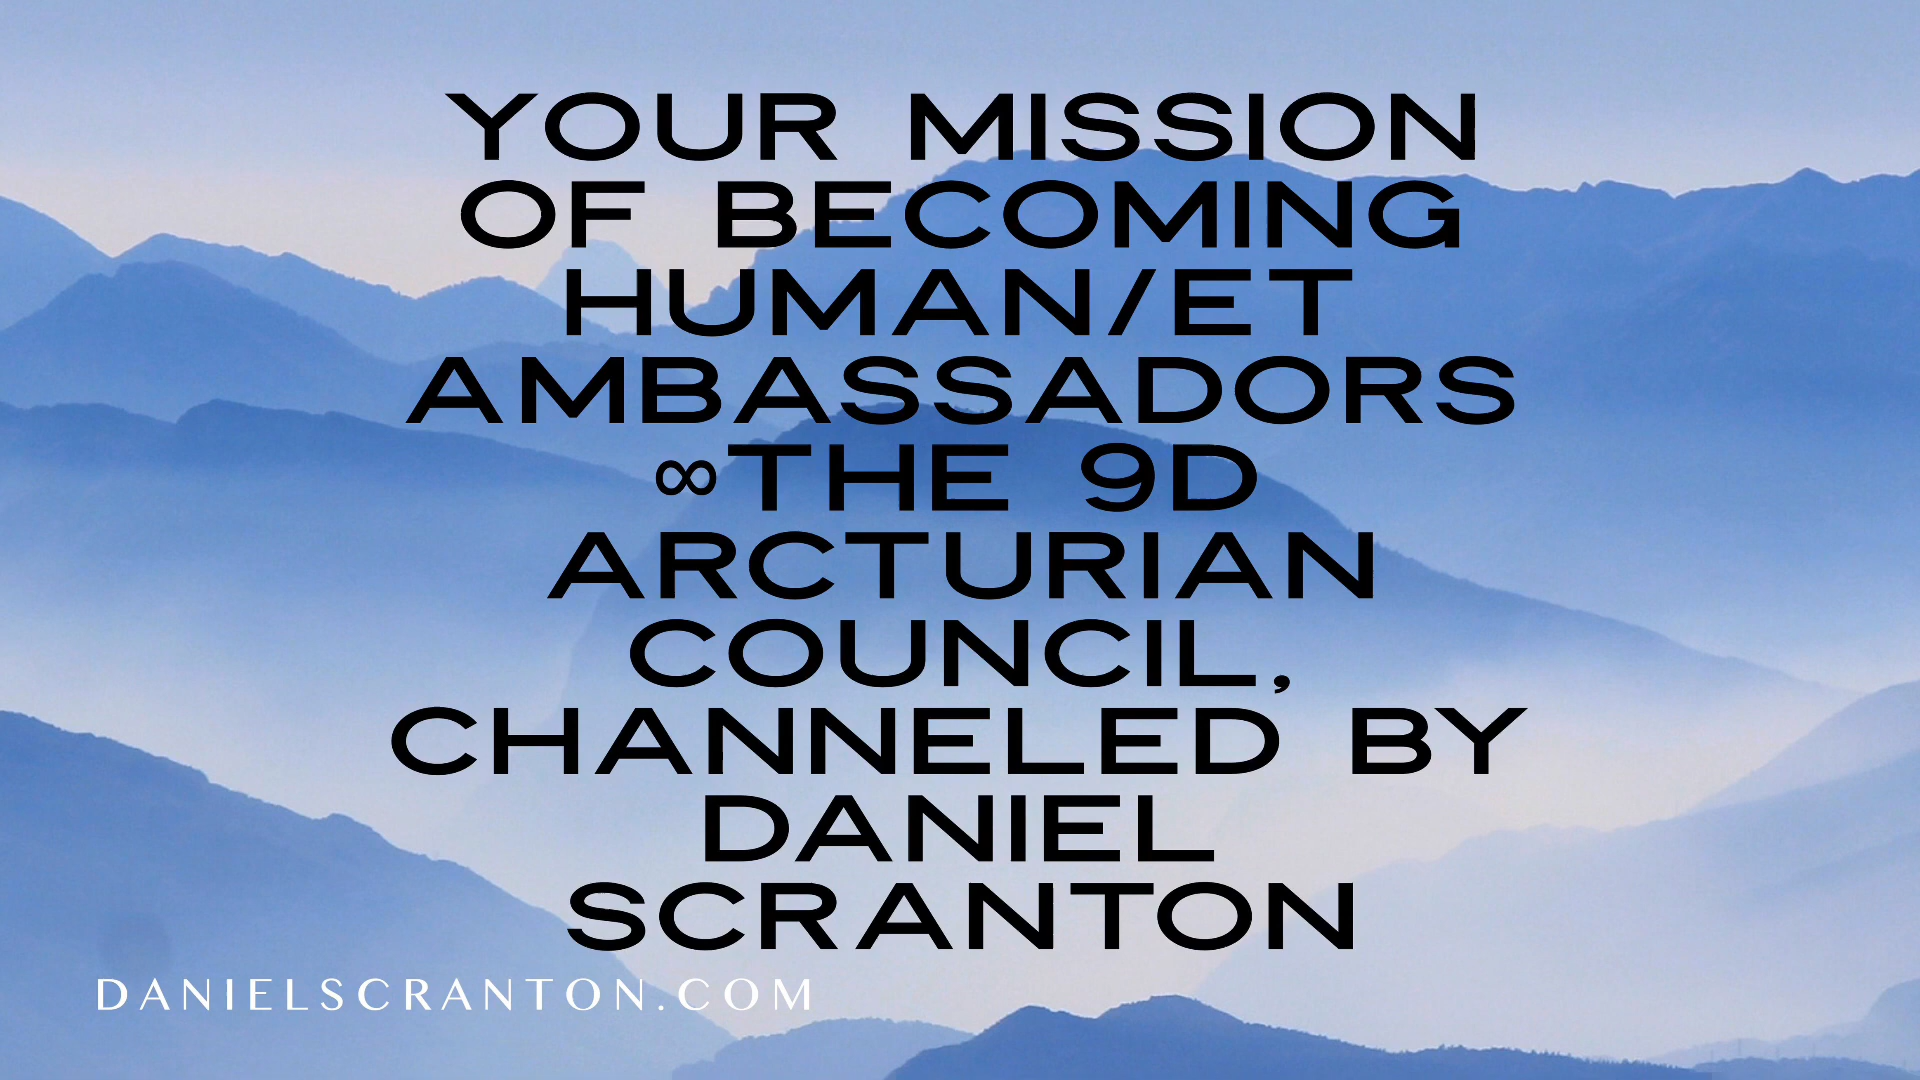 YOUR MISSION
OF BECOMING
HUMAN/ET
AMBASSADORS
∞THE 9D
ARCTURIAN
COUNCIL,
CHANNELED BY
DANIEL
SCRANTON
DANIELSCRANTON.COM